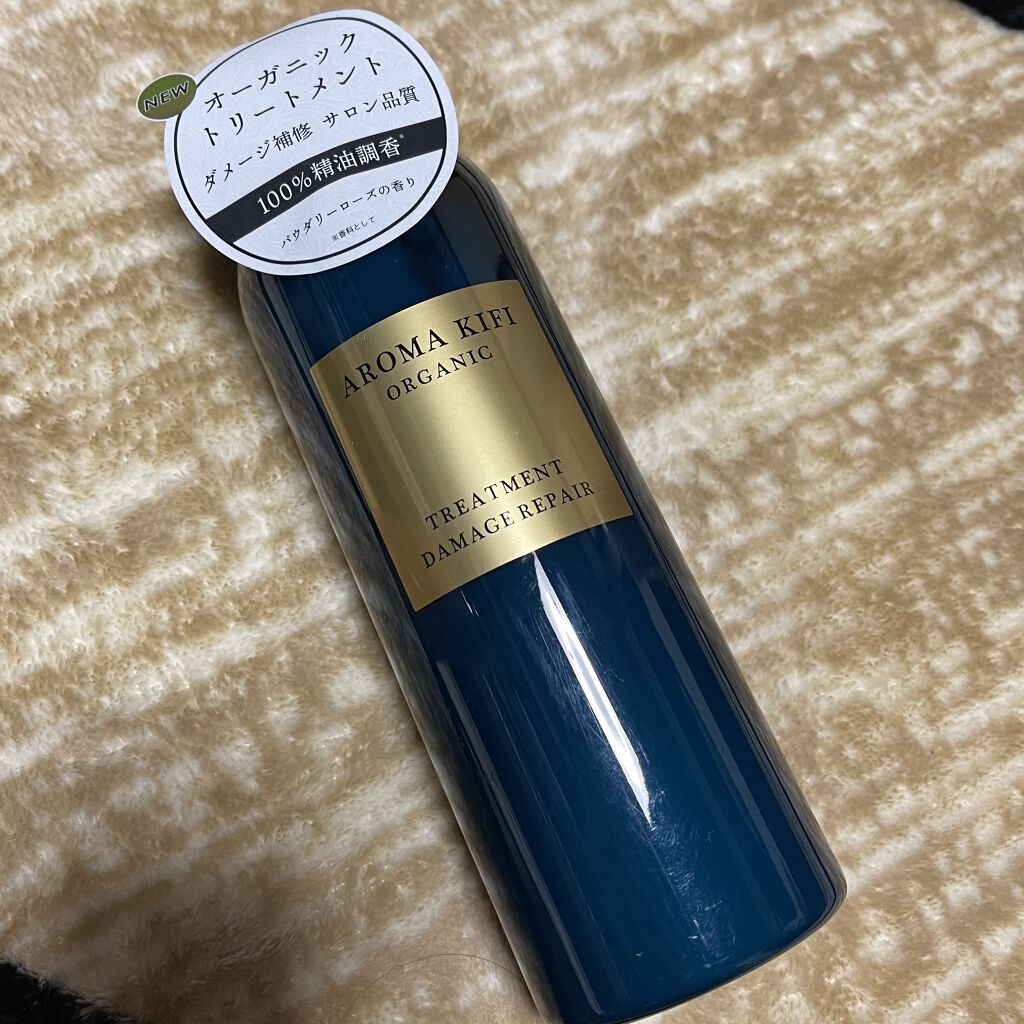 NEW
オーガニック
トリートメント
ダメージ補修 サロン品質
100%精油調香※
パウダリーローズの香り
※香料として
AROMA KIFI
ORGANIC
TREATMENT
DAMAGE REPAIR